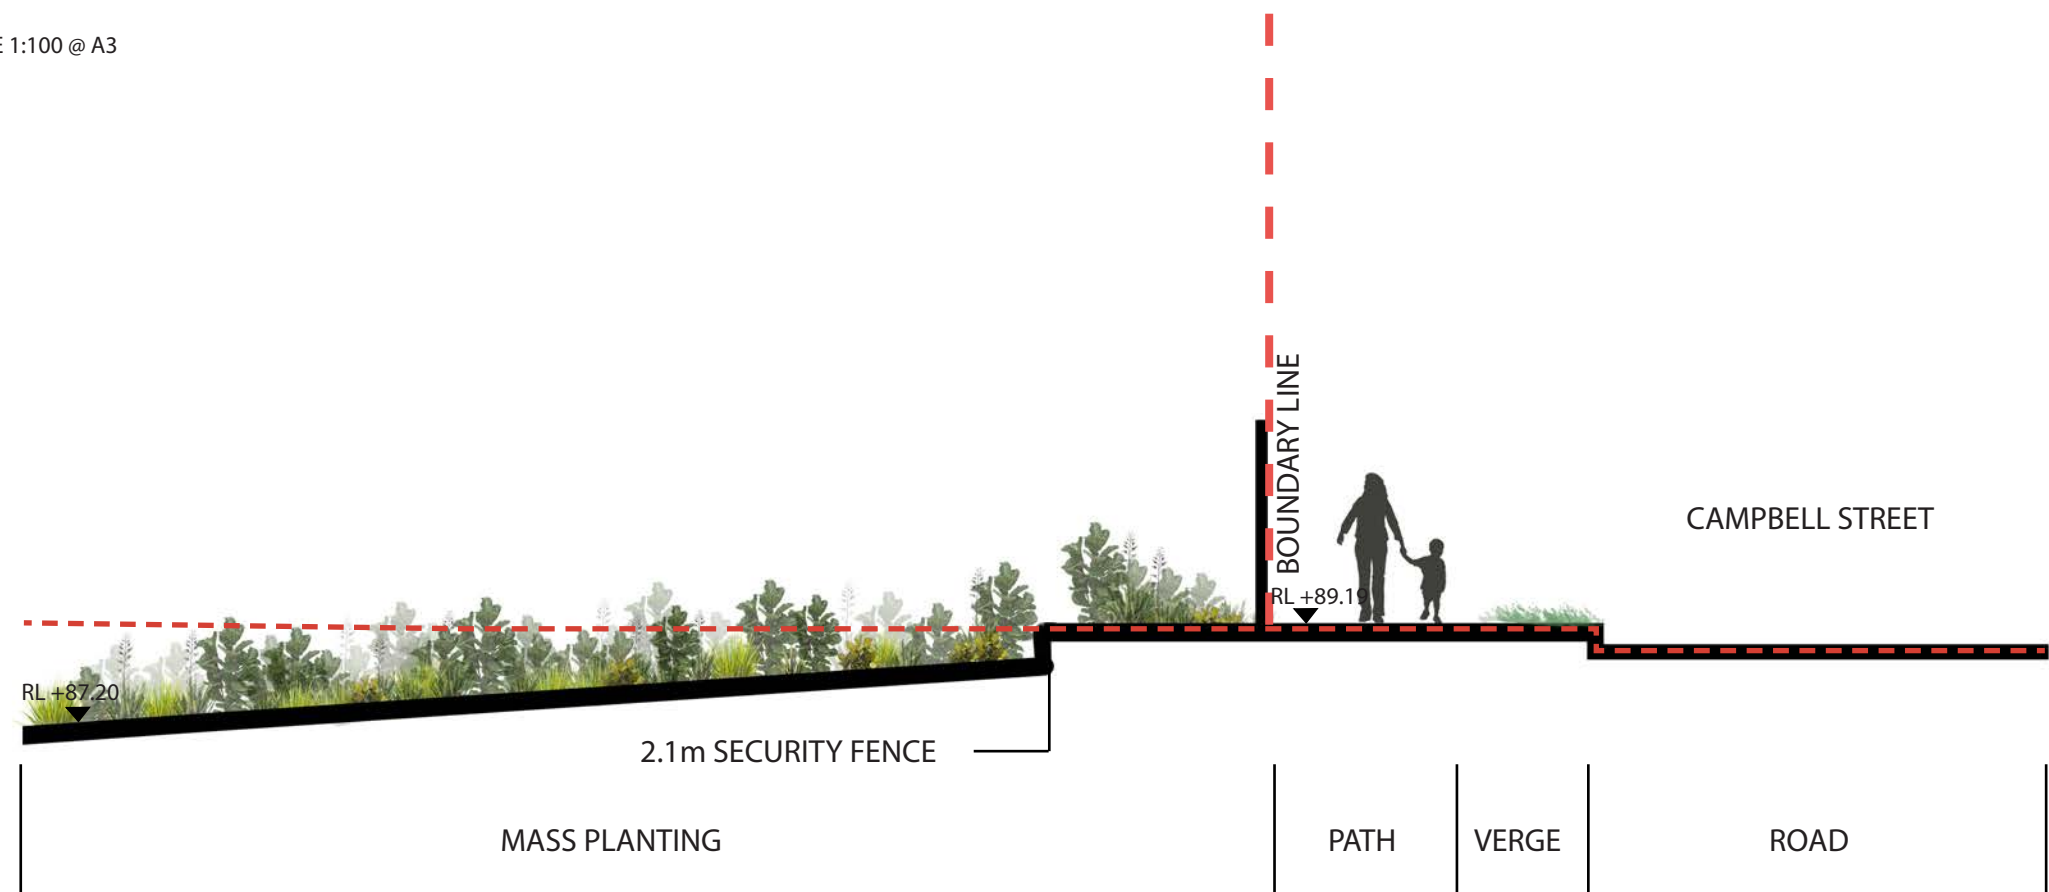 E 1:100 @ A3
BOUNDARY LINE
CAMPBELL STREET
RL +89.19
RL +87.20
2.1m SECURITY FENCE
MASS PLANTING
PATH
VERGE
ROAD